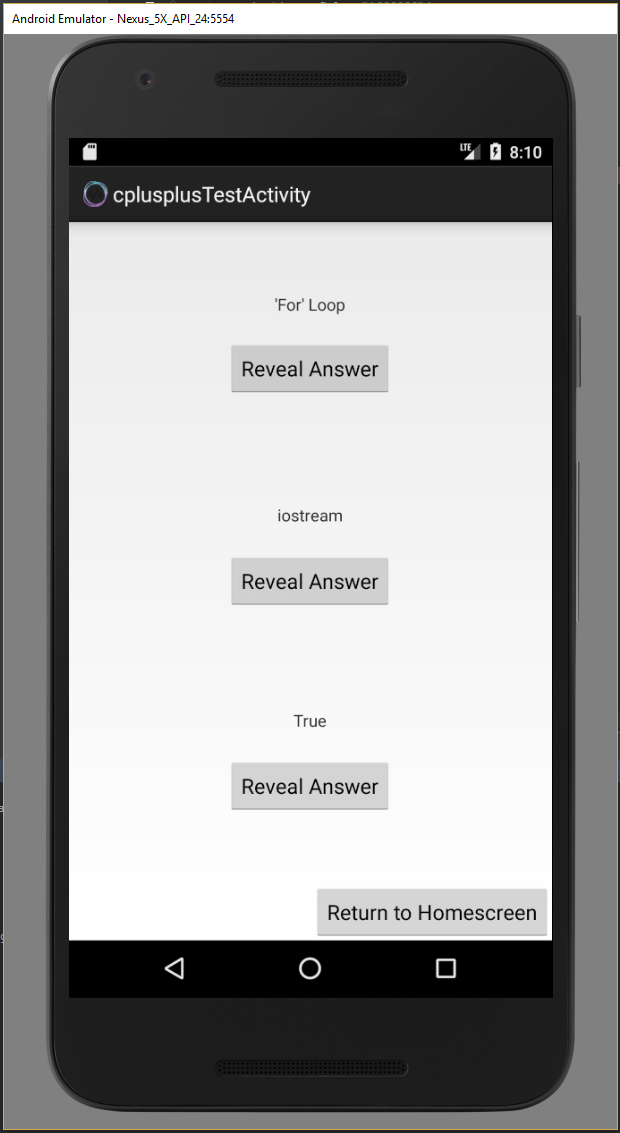 Android Emulator - Nexus_5X_API_24:5554
LTE 8:10
cplusplusTestActivity
'For' Loop
Reveal Answer
iostream
Reveal Answer
True
Reveal Answer
Return to Homescreen